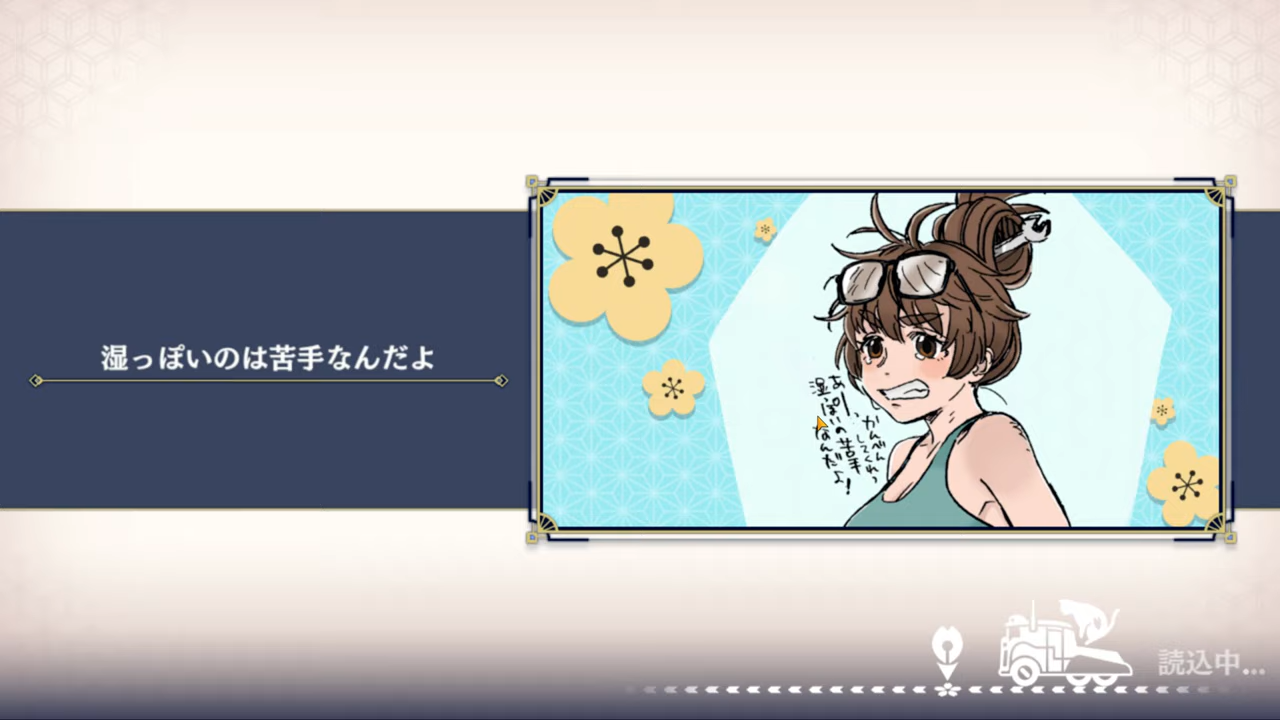 湿っぽいのは苦手なんだよ
あーっ、
湿っぽいの苦手
なんだよ!
かんべん
してくれっ
読込中...